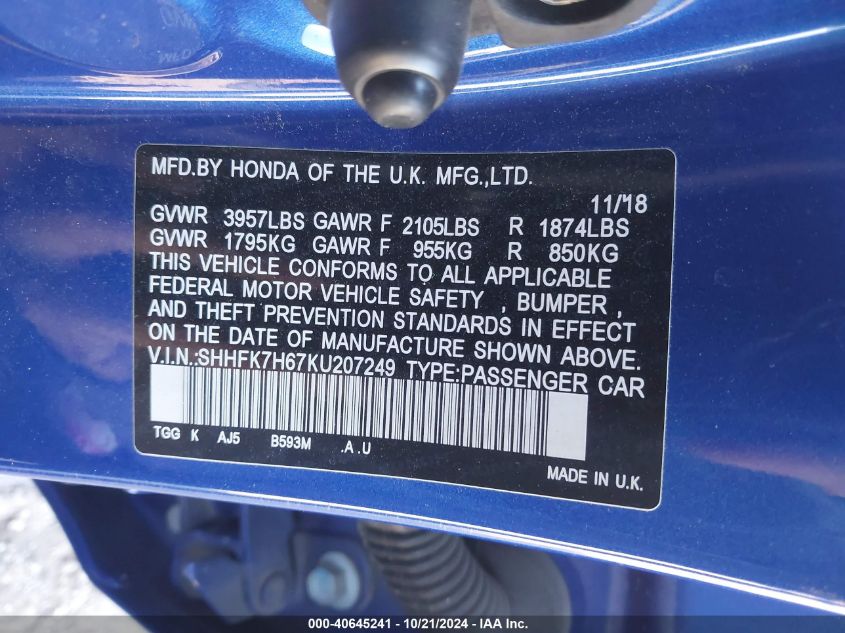 MFD.BY HONDA OF THE U.K. MFG.,LTD.
11/18
GVWR 3957LBS GAWR F 2105LBS R 1874LBS
GVWR 1795KG GAWR F 955KG R 850KG
THIS VEHICLE CONFORMS TO ALL APPLICABLE
FEDERAL MOTOR VEHICLE SAFETY , BUMPER ,
AND THEFT PREVENTION STANDARDS IN EFFECT
ON THE DATE OF MANUFACTURE SHOWN ABOVE.
V.I.N.:SHHFK7H67KU207249 TYPE:PASSENGER CAR
TGG K AJ5 B593M .A.U
MADE IN U.K.
000-40645241 - 10/21/2024 - IAA Inc.